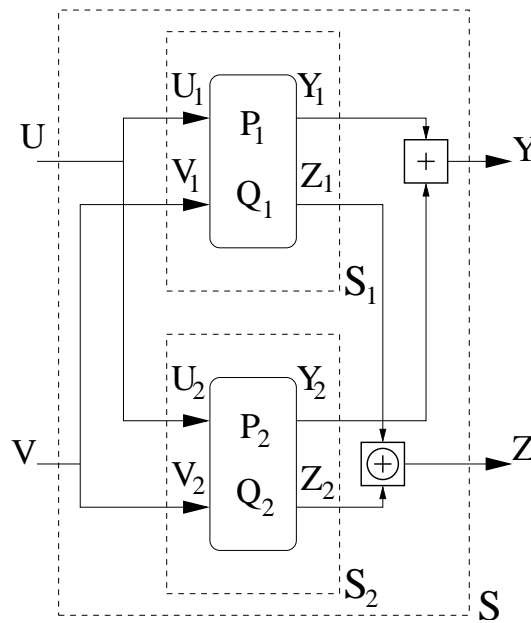 U₁ Y₁
P₁
U + Y
V₁ Z₁
Q₁
S₁
U₂ Y₂
P₂
V + Z
V₂ Z₂
Q₂
S₂
S